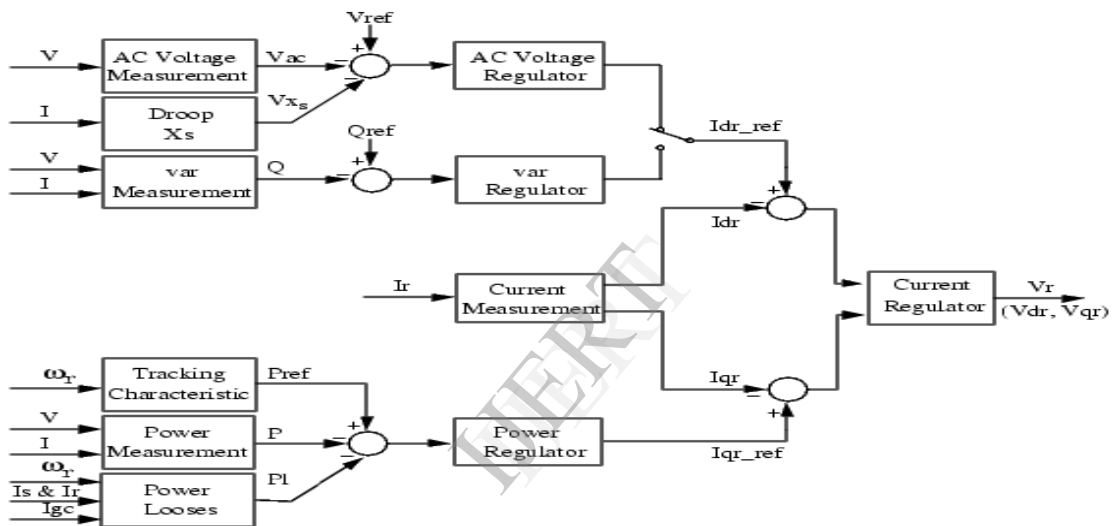 Vref
V
AC Voltage
Measurement
Vac
AC Voltage
Regulator
I
Droop
Xs
Vxs
Qref
Idr_ref
V
I
var
Measurement
Q
var
Regulator
Idr
Ir
Current
Measurement
Current
Regulator
Vr
(Vdr, Vqr)
IJERT
ωr
Tracking
Characteristic
Pref
Iqr
V
I
Power
Measurement
P
Power
Regulator
Iqr_ref
ωr
Is & Ir
Igc
Power
Looses
Pl